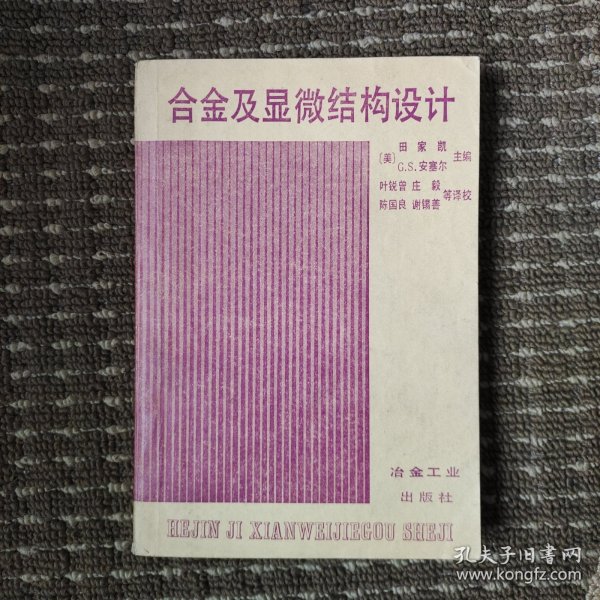 合金及显微结构设计
田家凯
〔美〕 主编
G.S.安塞尔
叶锐曾 庄毅
等译校
陈国良 谢锡善
冶金工业
出版社
HEJIN JI XIANWEIJIEGOU SHEJI
孔夫子旧书网
www.kongfz.com